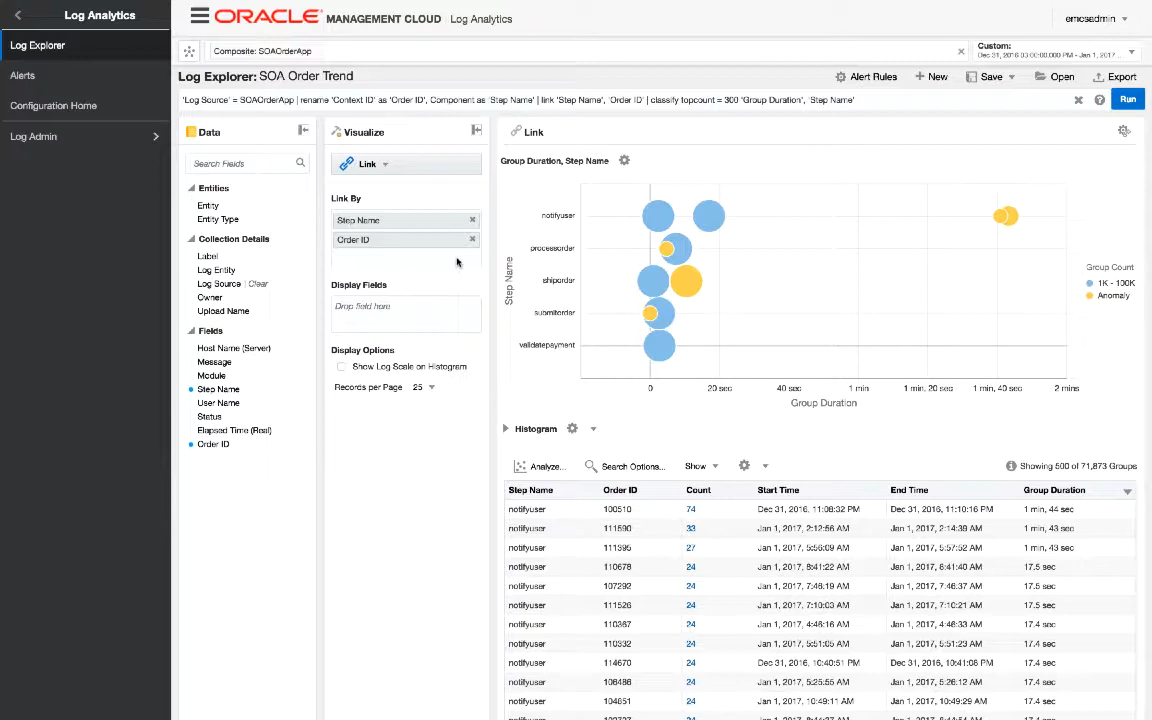 Log Analytics
Log Explorer
Alerts
Configuration Home
Log Admin
ORACLE MANAGEMENT CLOUD Log Analytics
emcsadmin
Composite: SOAOrderApp
Custom:
Dec 31, 2016 03:00:00.000 PM - Jan 1, 2017 ...
Log Explorer: SOA Order Trend
Alert Rules
New
Save
Open
Export
'Log Source' = SOAOrderApp | rename 'Context ID' as 'Order ID', Component as 'Step Name' | link 'Step Name', 'Order ID' | classify topcount = 300 'Group Duration', 'Step Name'
Run
Data
Search Fields
Entities
Entity
Entity Type
Collection Details
Label
Log Entity
Log Source | Clear
Owner
Upload Name
Fields
Host Name (Server)
Message
Module
Step Name
User Name
Status
Elapsed Time (Real)
Order ID
Visualize
Link
Link By
Step Name
Order ID
Display Fields
Drop field here
Display Options
Show Log Scale on Histogram
Records per Page 25
Link
Group Duration, Step Name
Step Name
notifyuser
processorder
shiporder
submitorder
validatepayment
0 20 sec 40 sec 1 min 1 min, 20 sec 1 min, 40 sec 2 mins
Group Duration
Group Count
1K - 100K
Anomaly
Histogram
Analyze... Search Options... Show Showing 500 of 71,873 Groups
Step Name Order ID Count Start Time End Time Group Duration
notifyuser 100510 74 Dec 31, 2016, 11:08:32 PM Dec 31, 2016, 11:10:16 PM 1 min, 44 sec
notifyuser 111590 33 Jan 1, 2017, 2:12:56 AM Jan 1, 2017, 2:14:39 AM 1 min, 43 sec
notifyuser 111395 27 Jan 1, 2017, 5:56:09 AM Jan 1, 2017, 5:57:52 AM 1 min, 43 sec
notifyuser 110678 24 Jan 1, 2017, 8:41:22 AM Jan 1, 2017, 8:41:40 AM 17.5 sec
notifyuser 107292 24 Jan 1, 2017, 7:46:19 AM Jan 1, 2017, 7:46:37 AM 17.5 sec
notifyuser 111526 24 Jan 1, 2017, 7:10:03 AM Jan 1, 2017, 7:10:21 AM 17.4 sec
notifyuser 110367 24 Jan 1, 2017, 4:46:16 AM Jan 1, 2017, 4:46:33 AM 17.4 sec
notifyuser 110332 24 Jan 1, 2017, 5:51:05 AM Jan 1, 2017, 5:51:23 AM 17.4 sec
notifyuser 114670 24 Dec 31, 2016, 10:40:51 PM Dec 31, 2016, 10:41:08 PM 17.4 sec
notifyuser 106486 24 Jan 1, 2017, 5:25:55 AM Jan 1, 2017, 5:26:12 AM 17.4 sec
notifyuser 104851 24 Jan 1, 2017, 10:49:11 AM Jan 1, 2017, 10:49:29 AM 17.4 sec